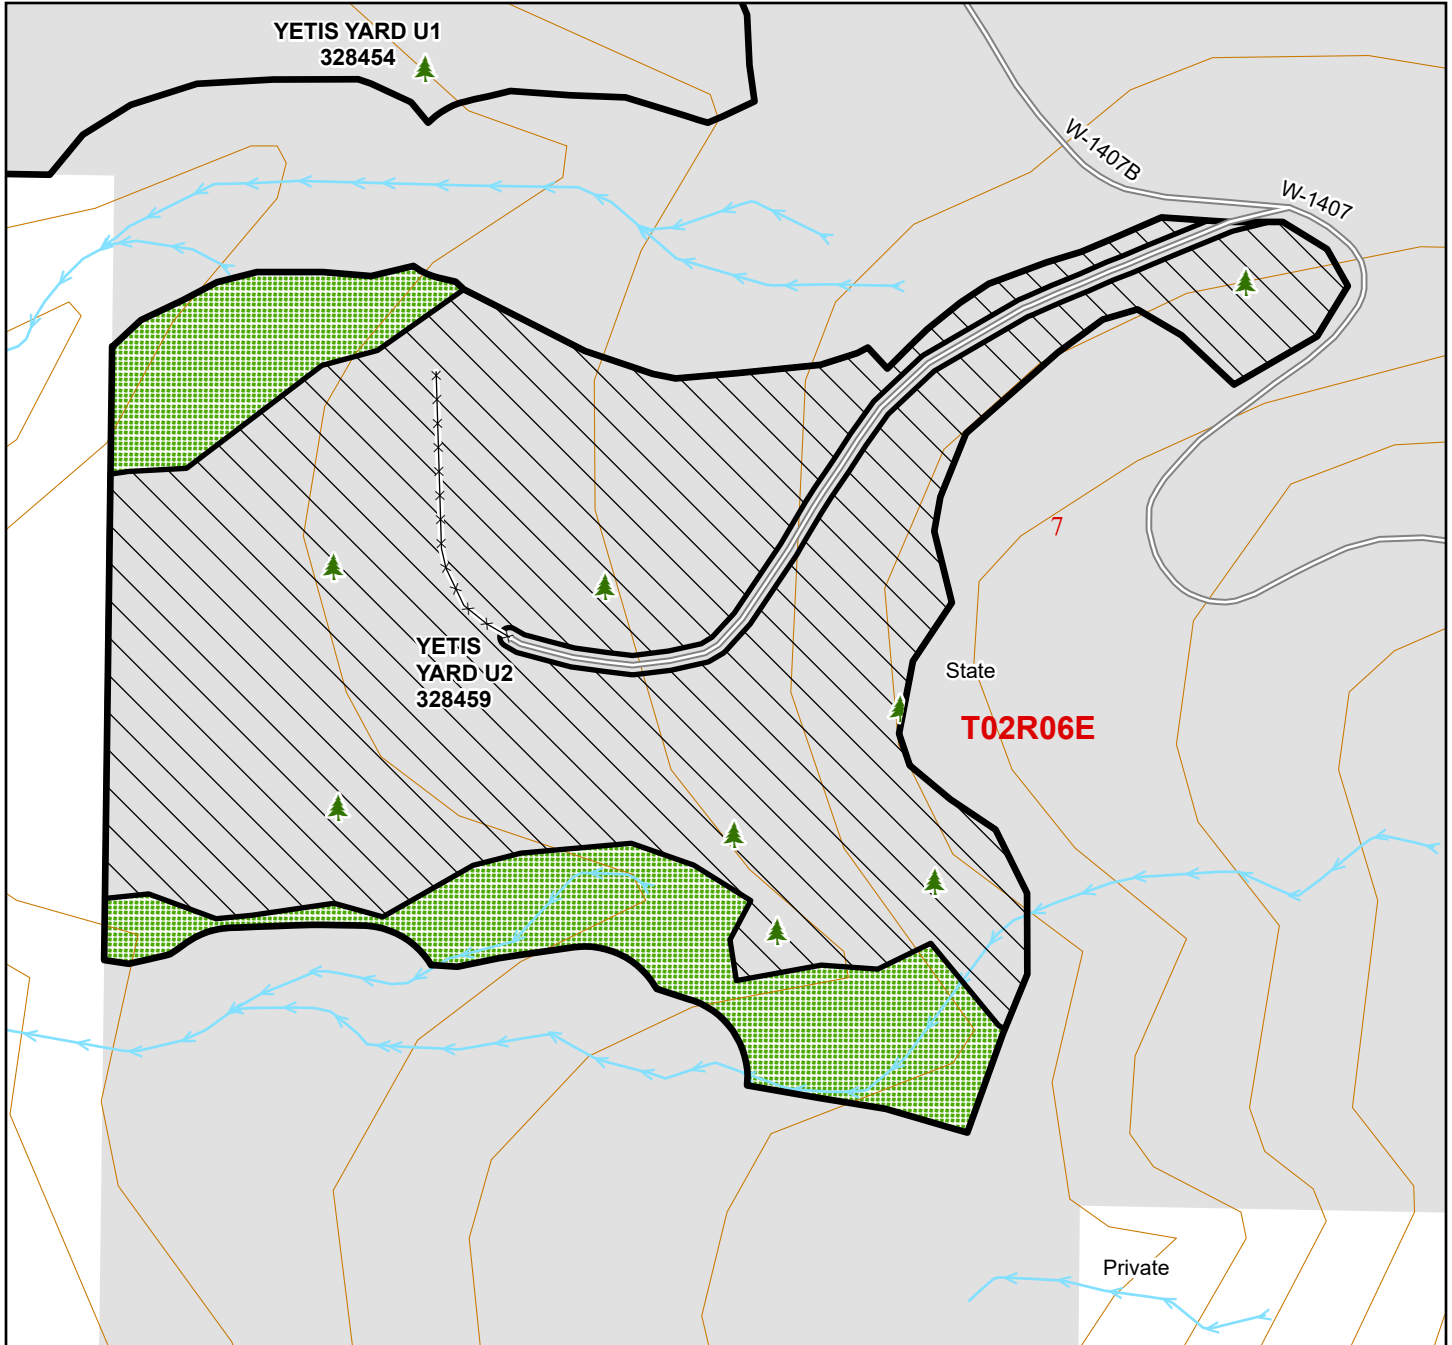 YETIS YARD U1
328454
W-1407B
W-1407
7
YETIS
YARD U2
328459
State
T02R06E
Private